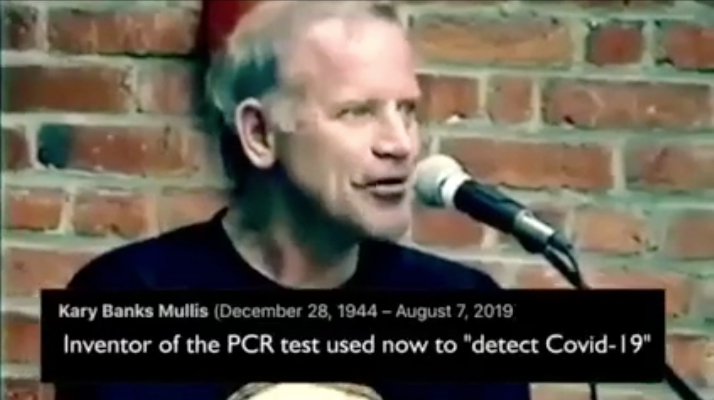 Kary Banks Mullis (December 28, 1944 – August 7, 2019
Inventor of the PCR test used now to "detect Covid-19"